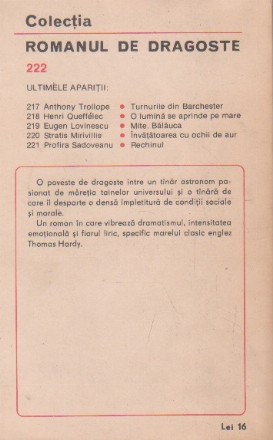 Colecția
ROMANUL DE DRAGOSTE
222
ULTIMELE APARIȚII:
217 Anthony Trollope • Turnurile din Barchester
218 Henri Queffélec • O lumină se aprinde pe mare
219 Eugen Lovinescu • Mite. Bălăuca
220 Stratis Mirivillis • Învățătoarea cu ochii de aur
221 Profira Sadoveanu • Rechinul
O poveste de dragoste între un tînăr astronom pa-
sionat de măreția tainelor universului și o tînără de
care îl desparte o densă împletitură de condiții sociale
și morale.
Un roman în care vibrează dramatismul, intensitatea
emoțională și fiorul liric, specific marelui clasic englez
Thomas Hardy.
Lei 16